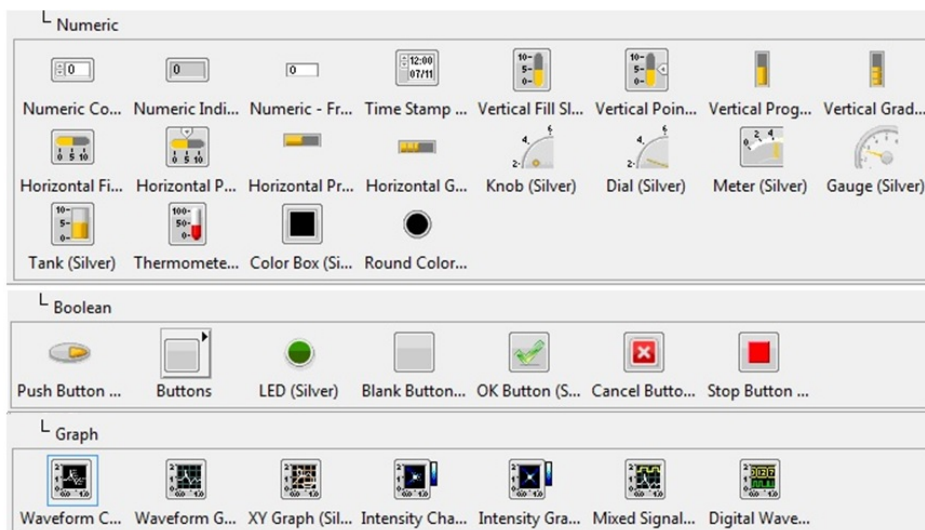 Numeric
Numeric Co... Numeric Indi... Numeric - Fr... Time Stamp ... Vertical Fill Sl... Vertical Poin... Vertical Prog... Vertical Grad...
Horizontal Fi... Horizontal P... Horizontal Pr... Horizontal G... Knob (Silver) Dial (Silver) Meter (Silver) Gauge (Silver)
Tank (Silver) Thermomete... Color Box (Si... Round Color...
Boolean
Push Button ... Buttons LED (Silver) Blank Button... OK Button (S... Cancel Butto... Stop Button ...
Graph
Waveform C... Waveform G... XY Graph (Sil... Intensity Cha... Intensity Gra... Mixed Signal... Digital Wave...